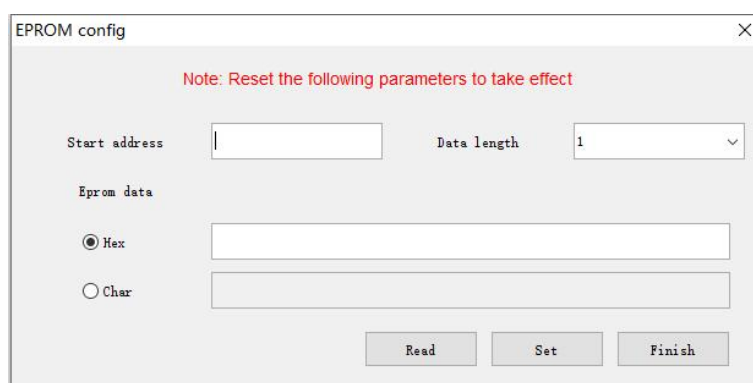 EPROM config
Note: Reset the following parameters to take effect
Start address
Data length
1
Eprom data
Hex
Char
Read
Set
Finish